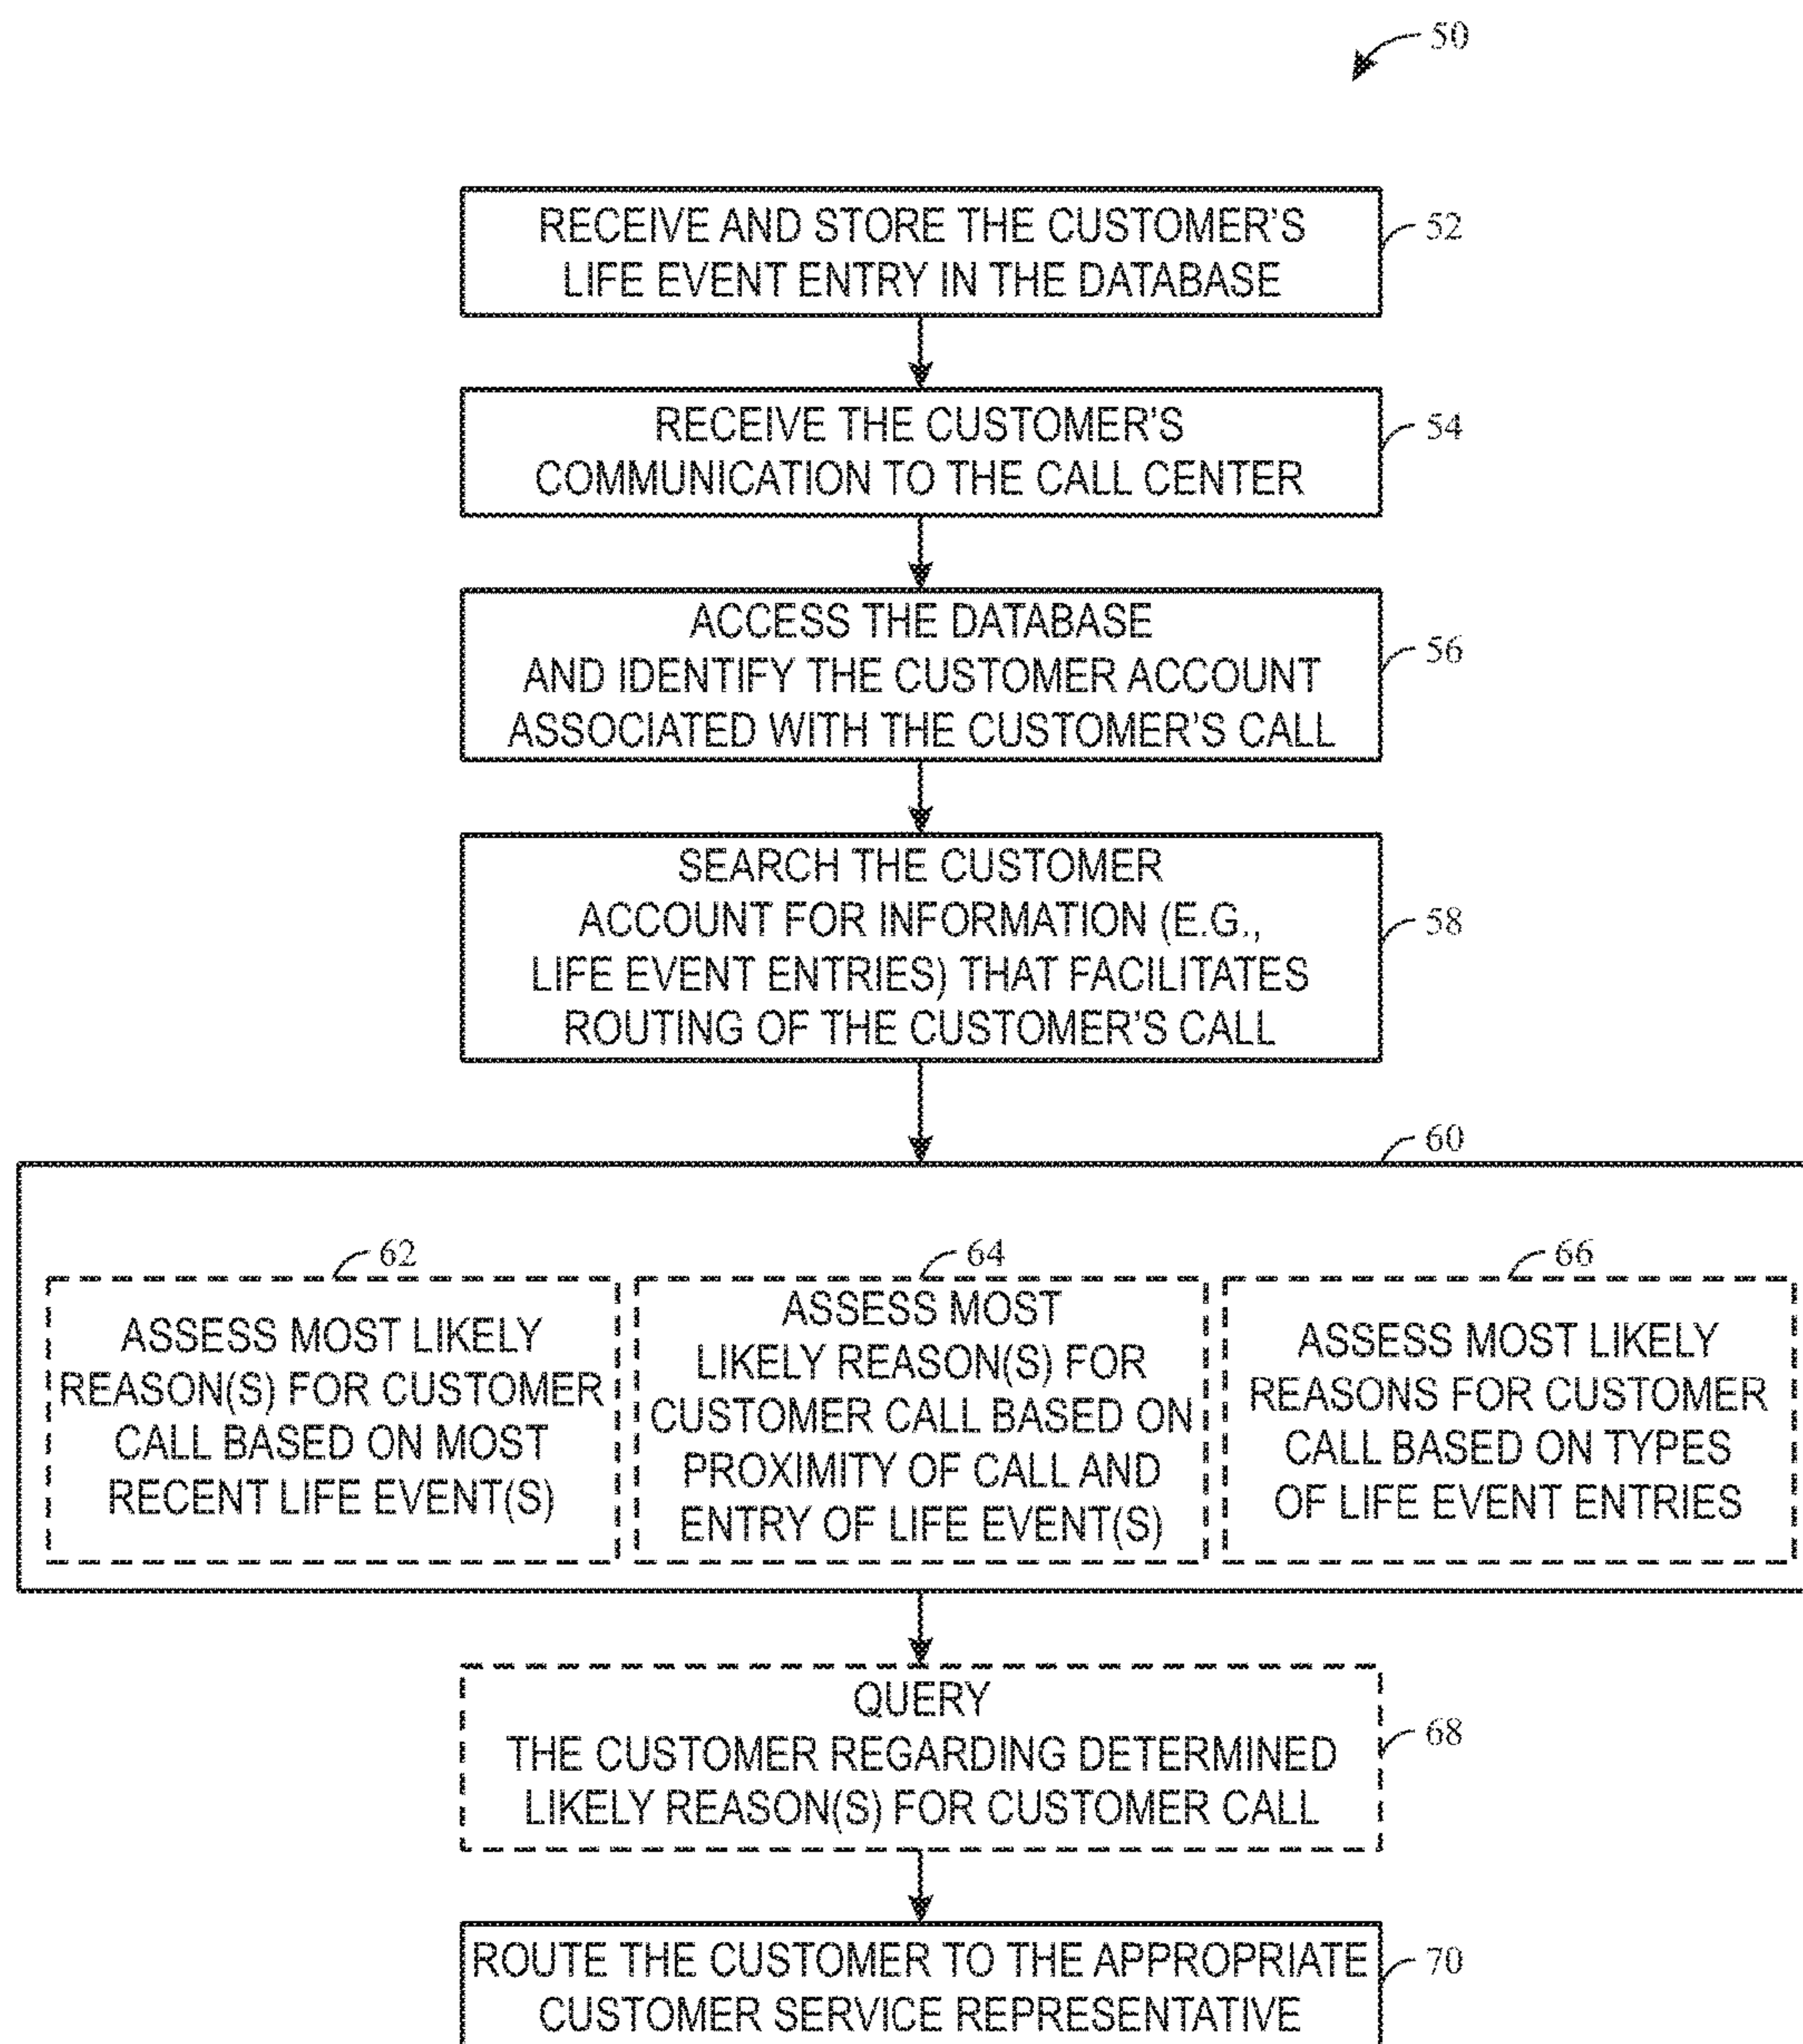 50
RECEIVE AND STORE THE CUSTOMER'S
LIFE EVENT ENTRY IN THE DATABASE
52
RECEIVE THE CUSTOMER'S
COMMUNICATION TO THE CALL CENTER
54
ACCESS THE DATABASE
AND IDENTIFY THE CUSTOMER ACCOUNT
ASSOCIATED WITH THE CUSTOMER'S CALL
56
SEARCH THE CUSTOMER
ACCOUNT FOR INFORMATION (E.G.,
LIFE EVENT ENTRIES) THAT FACILITATES
ROUTING OF THE CUSTOMER'S CALL
58
60
62
ASSESS MOST LIKELY
REASON(S) FOR CUSTOMER
CALL BASED ON MOST
RECENT LIFE EVENT(S)
64
ASSESS MOST
LIKELY REASON(S) FOR
CUSTOMER CALL BASED ON
PROXIMITY OF CALL AND
ENTRY OF LIFE EVENT(S)
66
ASSESS MOST LIKELY
REASONS FOR CUSTOMER
CALL BASED ON TYPES
OF LIFE EVENT ENTRIES
QUERY
THE CUSTOMER REGARDING DETERMINED
LIKELY REASON(S) FOR CUSTOMER CALL
68
ROUTE THE CUSTOMER TO THE APPROPRIATE
CUSTOMER SERVICE REPRESENTATIVE
70